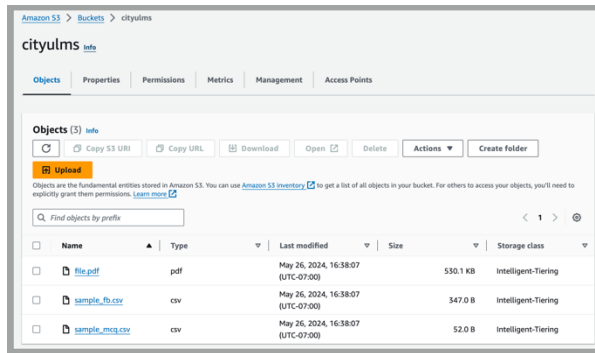 Amazon S3 > Buckets > cityulms
cityulms Info
Objects Properties Permissions Metrics Management Access Points
Objects (3) Info
Copy S3 URI Copy URL Download Open Delete Actions ▼ Create folder
Upload
Objects are the fundamental entities stored in Amazon S3. You can use Amazon S3 inventory to get a list of all objects in your bucket. For others to access your objects, you'll need to
explicitly grant them permissions. Learn more
Find objects by prefix < 1 >
Name ▲ Type ▽ Last modified ▽ Size ▽ Storage class ▽
file.pdf pdf May 26, 2024, 16:38:07 530.1 KB Intelligent-Tiering
(UTC-07:00)
sample_fb.csv csv May 26, 2024, 16:38:07 347.0 B Intelligent-Tiering
(UTC-07:00)
sample_mcq.csv csv May 26, 2024, 16:38:07 52.0 B Intelligent-Tiering
(UTC-07:00)